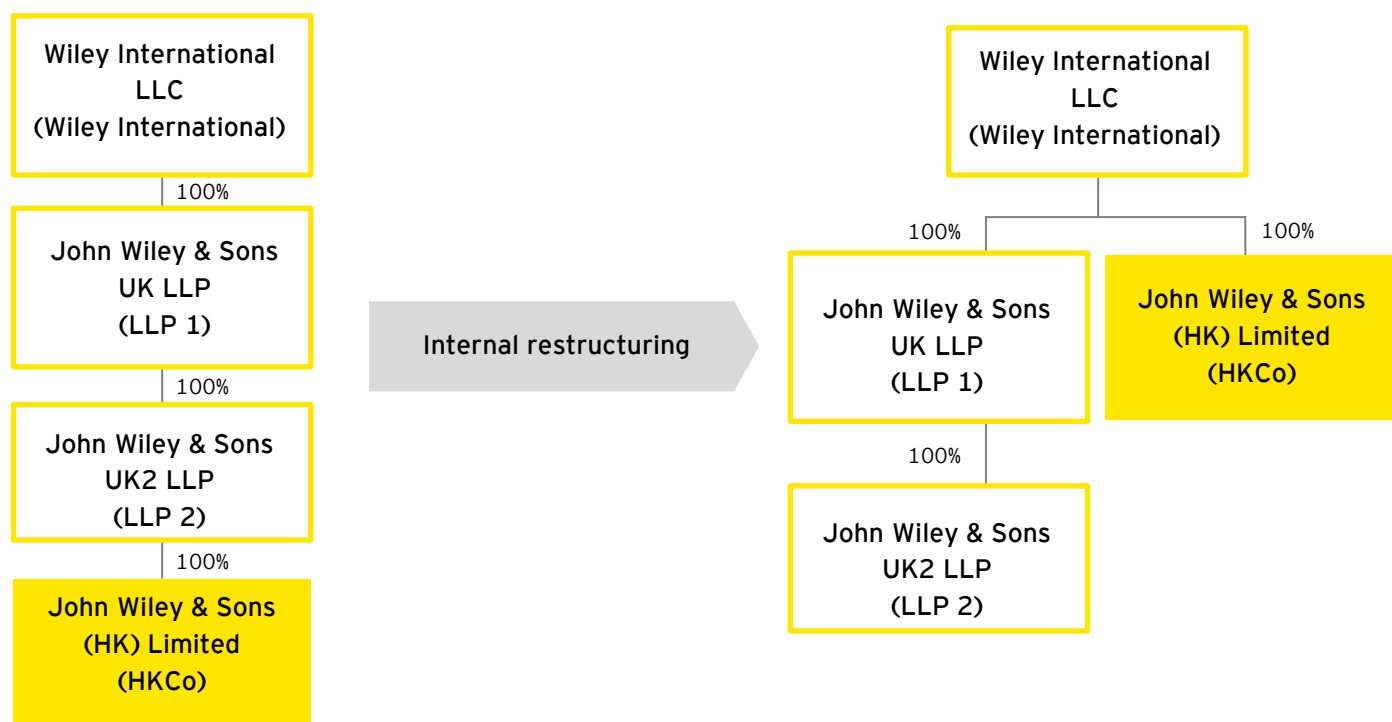 Wiley International
LLC
(Wiley International)
100%
John Wiley & Sons
UK LLP
(LLP 1)
100%
John Wiley & Sons
UK2 LLP
(LLP 2)
100%
John Wiley & Sons
(HK) Limited
(HKCo)
Internal restructuring
Wiley International
LLC
(Wiley International)
100%
100%
John Wiley & Sons
UK LLP
(LLP 1)
John Wiley & Sons
(HK) Limited
(HKCo)
100%
John Wiley & Sons
UK2 LLP
(LLP 2)